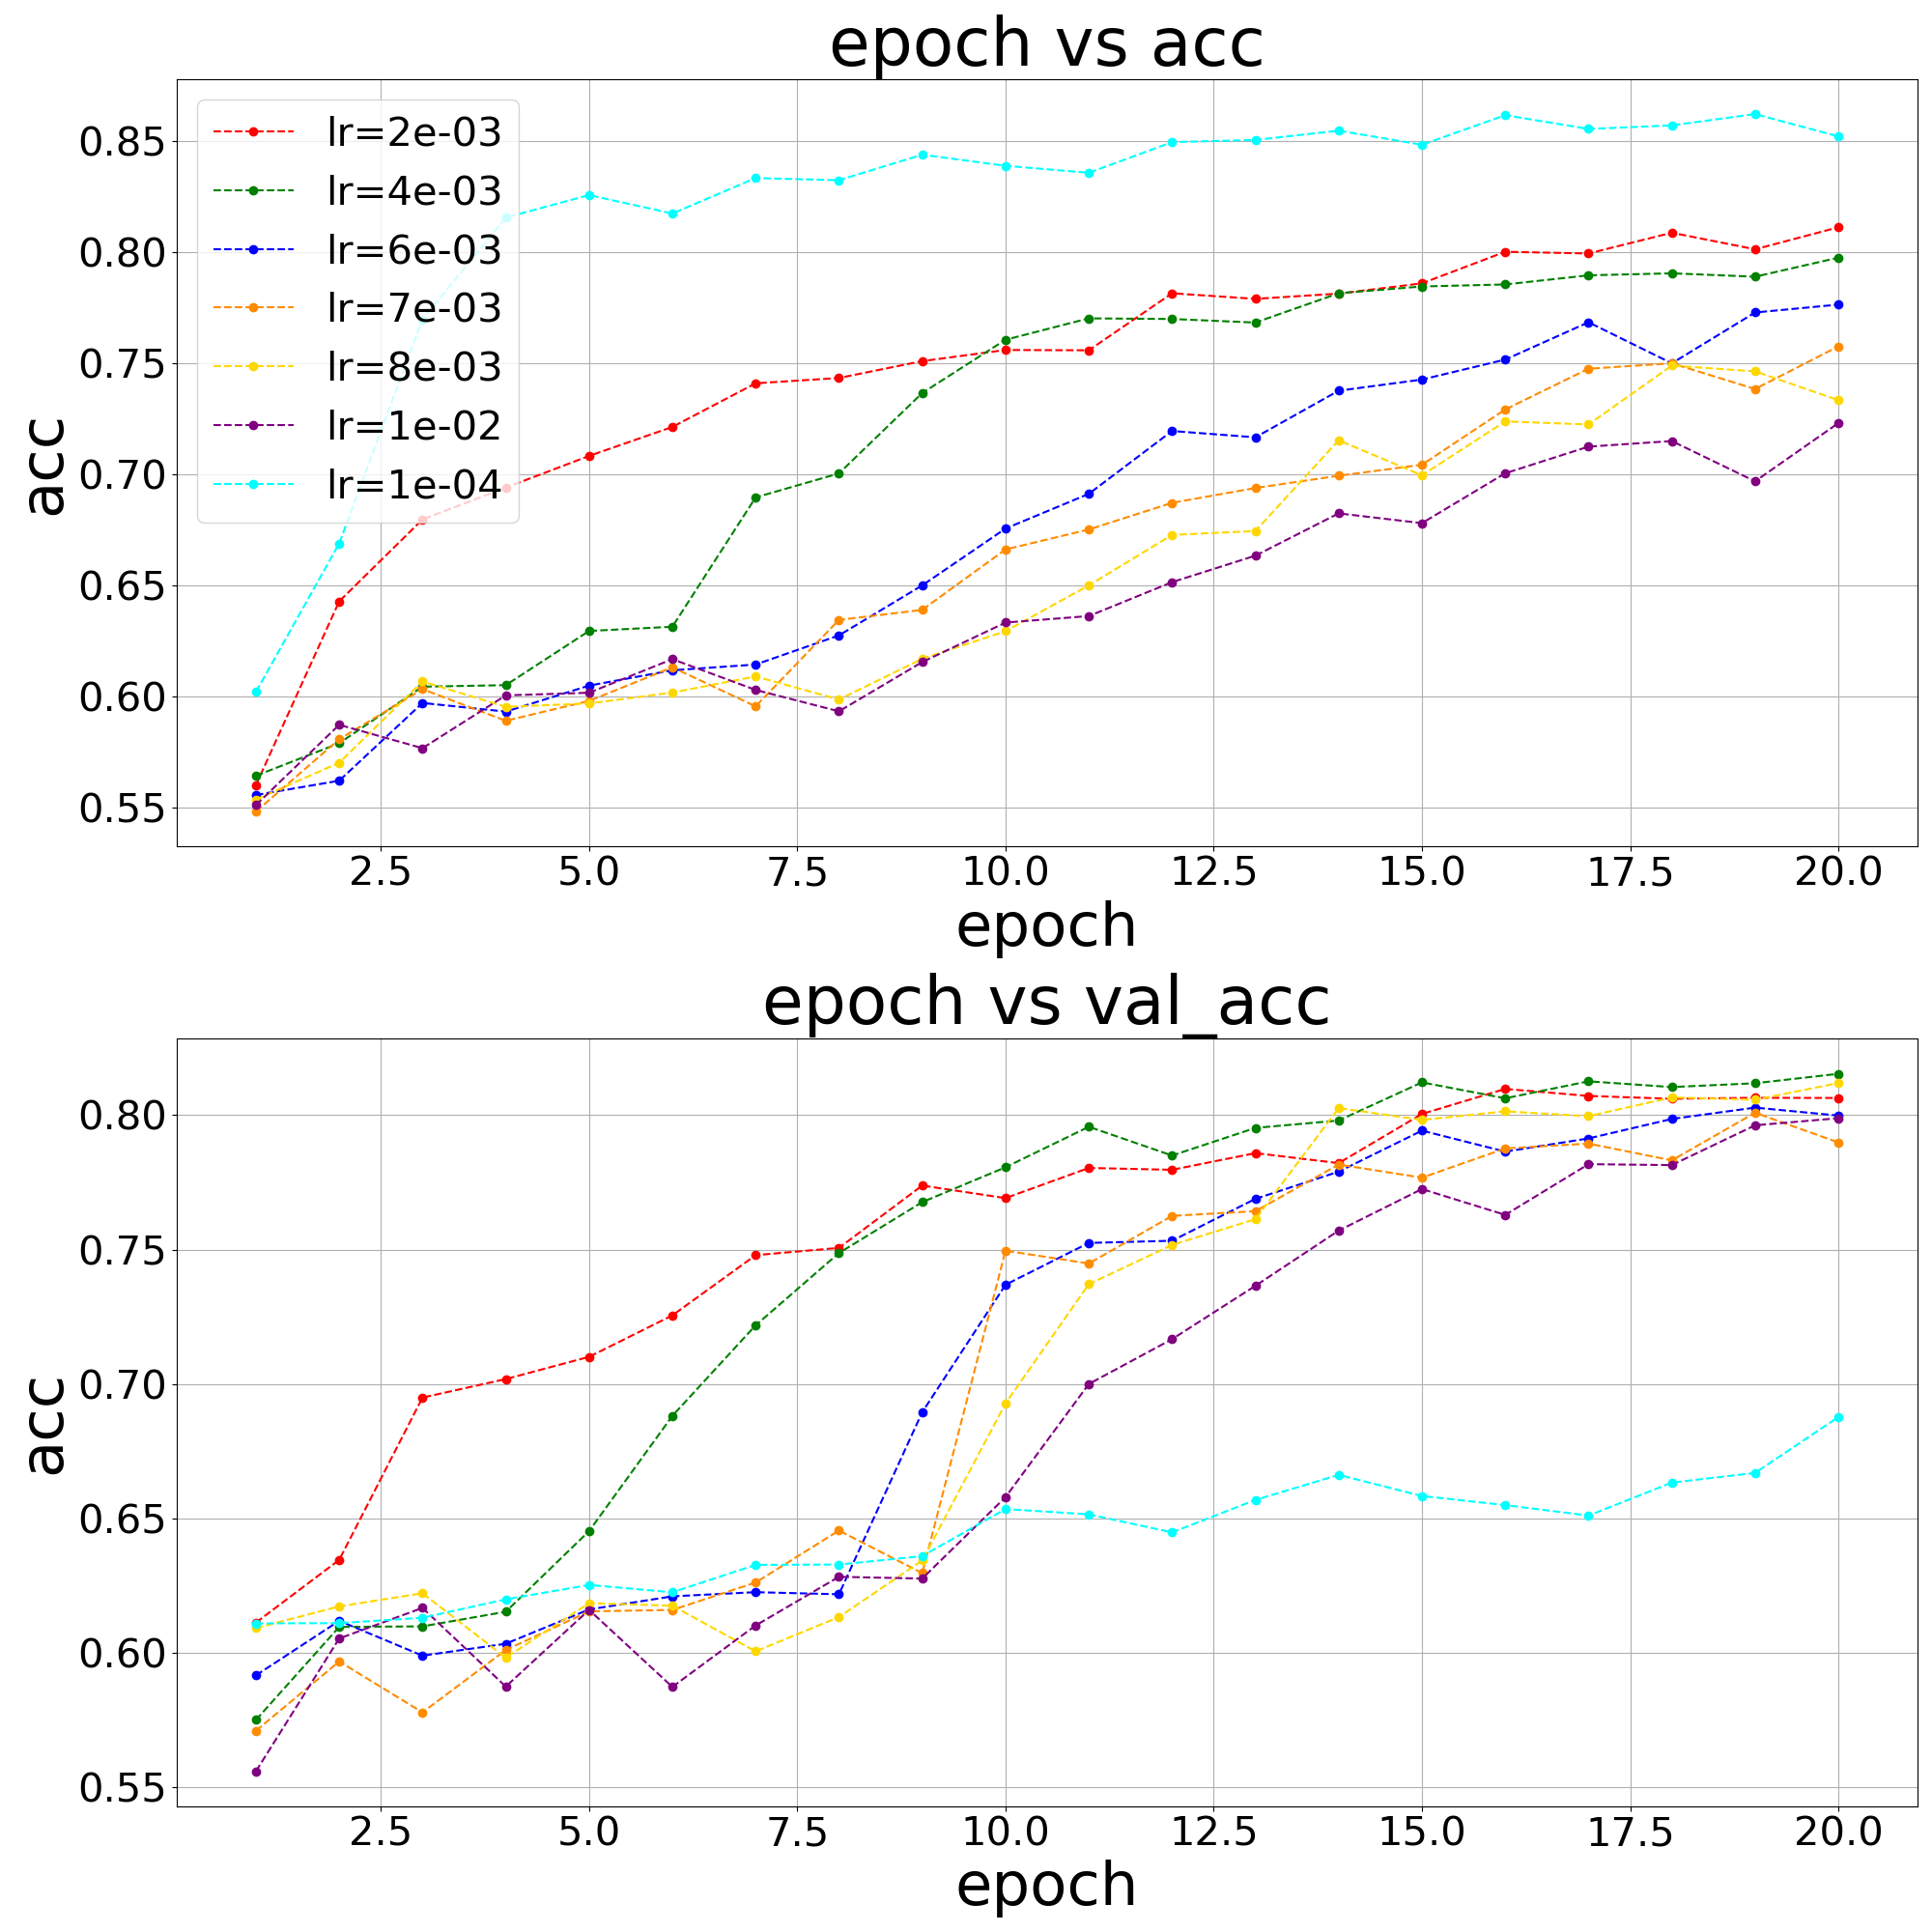 epoch vs acc
lr=2e-03
lr=4e-03
lr=6e-03
lr=7e-03
lr=8e-03
lr=1e-02
lr=1e-04
0.85
0.80
0.75
0.70
0.65
0.60
0.55
acc
2.5 5.0 7.5 10.0 12.5 15.0 17.5 20.0
epoch
epoch vs val_acc
0.80
0.75
0.70
0.65
0.60
0.55
acc
2.5 5.0 7.5 10.0 12.5 15.0 17.5 20.0
epoch